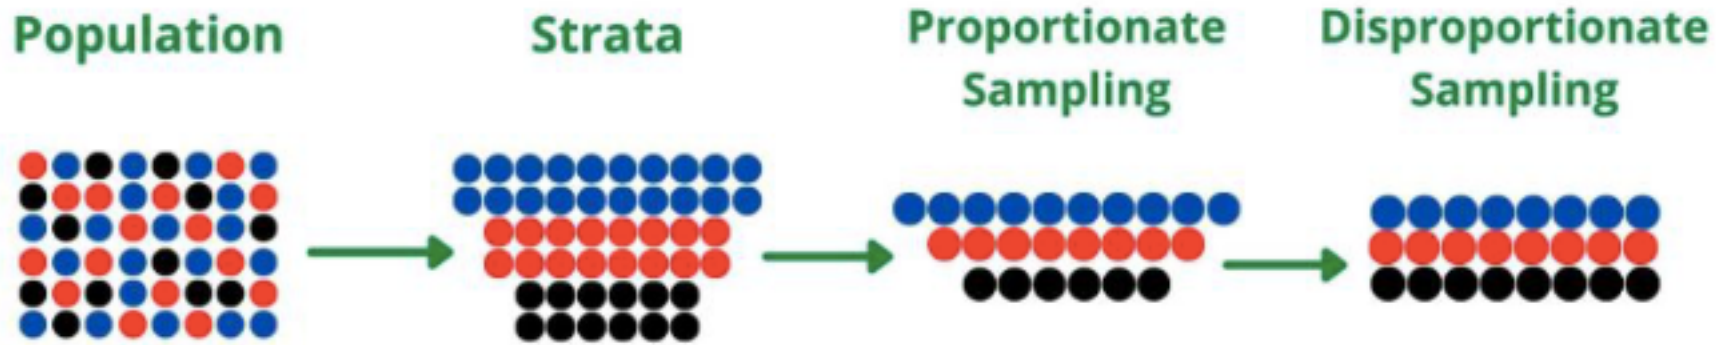 Population
Strata
Proportionate
Sampling
Disproportionate
Sampling